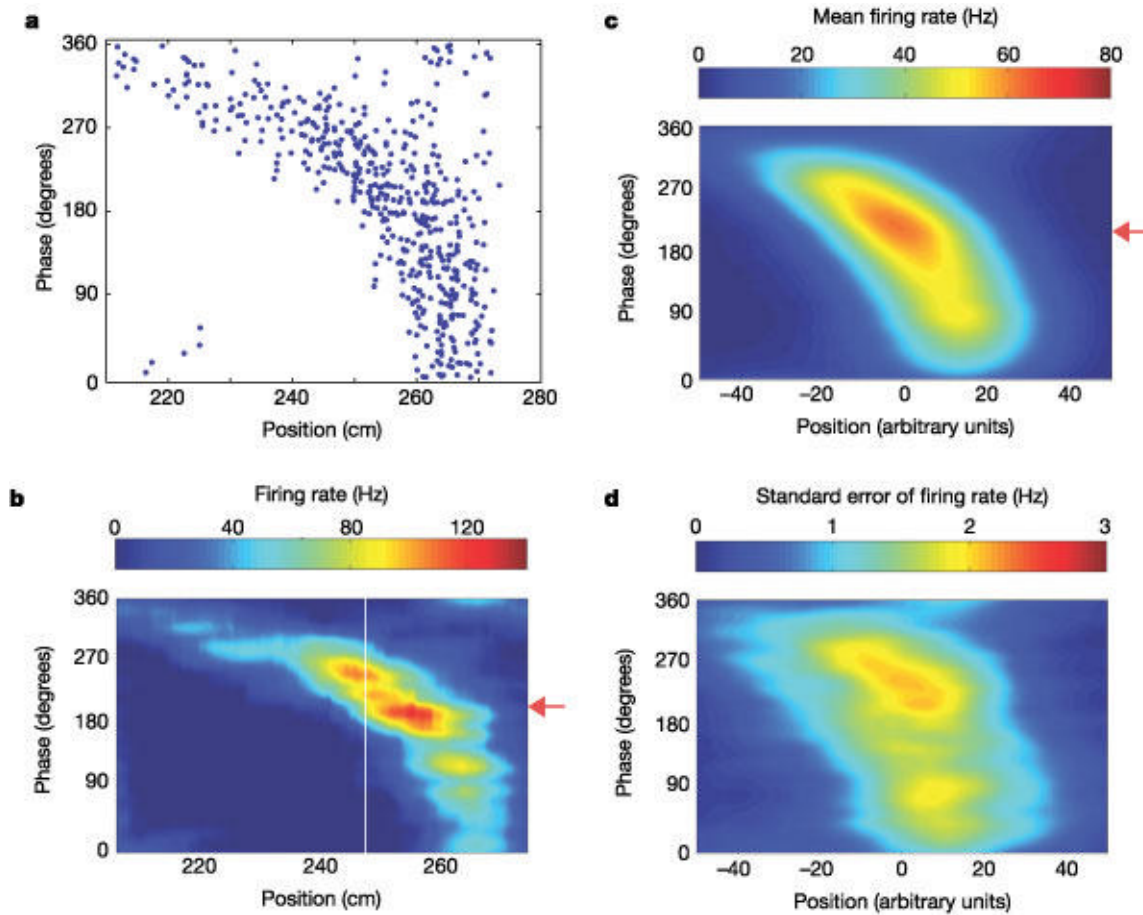 a
360
270
180
90
0
Phase (degrees)
220 240 260 280
Position (cm)
b
Firing rate (Hz)
0 40 80 120
360
270
180
90
0
Phase (degrees)
220 240 260
Position (cm)
c
Mean firing rate (Hz)
0 20 40 60 80
360
270
180
90
0
Phase (degrees)
−40 −20 0 20 40
Position (arbitrary units)
d
Standard error of firing rate (Hz)
0 1 2 3
360
270
180
90
0
Phase (degrees)
−40 −20 0 20 40
Position (arbitrary units)